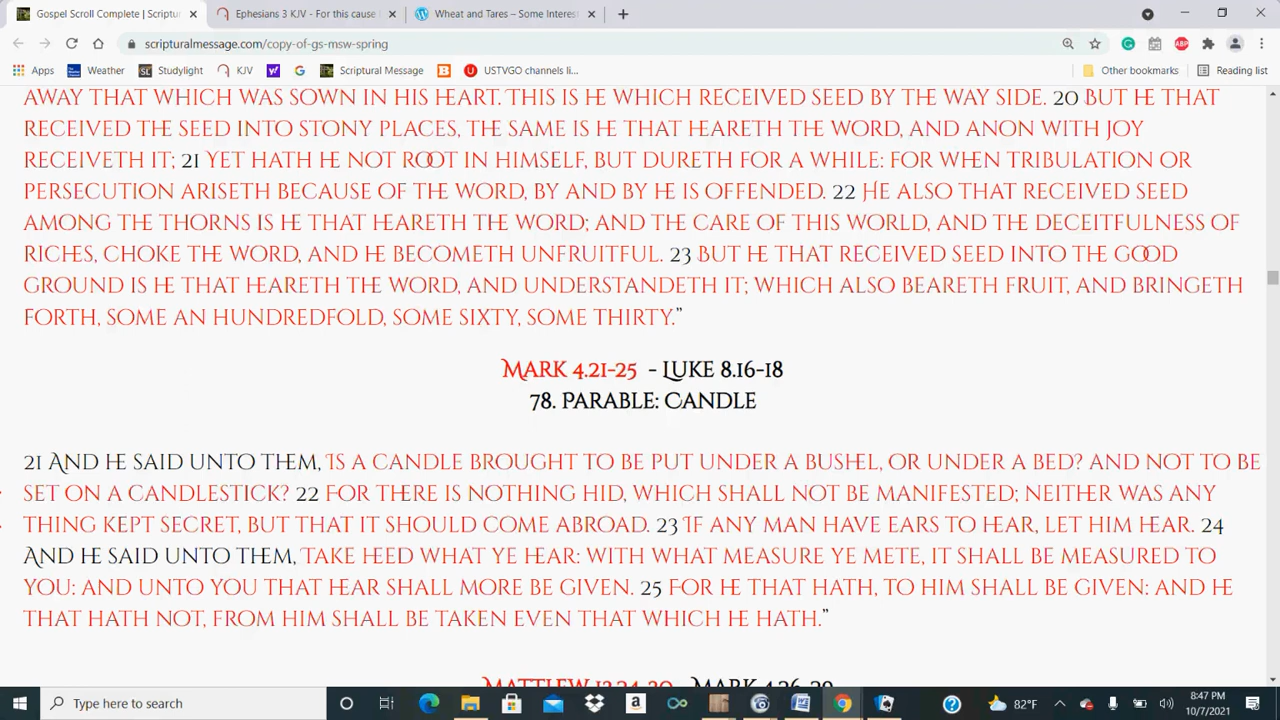 Gospel Scroll Complete | Scriptu
Ephesians 3 KJV - For this cause I
Wheat and Tares – Some Interest
scripturalmessage.com/copy-of-gs-msw-spring
Apps Weather Studylight KJV Scriptural Message USTVGO channels li... Other bookmarks Reading list
AWAY THAT WHICH WAS SOWN IN HIS HEART. THIS IS HE WHICH RECEIVED SEED BY THE WAY SIDE. 20 BUT HE THAT
RECEIVED THE SEED INTO STONY PLACES, THE SAME IS HE THAT HEARETH THE WORD, AND ANON WITH JOY
RECEIVETH IT; 21 YET HATH HE NOT ROOT IN HIMSELF, BUT DURETH FOR A WHILE: FOR WHEN TRIBULATION OR
PERSECUTION ARISETH BECAUSE OF THE WORD, BY AND BY HE IS OFFENDED. 22 HE ALSO THAT RECEIVED SEED
AMONG THE THORNS IS HE THAT HEARETH THE WORD; AND THE CARE OF THIS WORLD, AND THE DECEITFULNESS OF
RICHES, CHOKE THE WORD, AND HE BECOMETH UNFRUITFUL. 23 BUT HE THAT RECEIVED SEED INTO THE GOOD
GROUND IS HE THAT HEARETH THE WORD, AND UNDERSTANDETH IT; WHICH ALSO BEARETH FRUIT, AND BRINGETH
FORTH, SOME AN HUNDREDFOLD, SOME SIXTY, SOME THIRTY.”
MARK 4.21-25 - LUKE 8.16-18
78. PARABLE: CANDLE
21 AND HE SAID UNTO THEM, IS A CANDLE BROUGHT TO BE PUT UNDER A BUSHEL, OR UNDER A BED? AND NOT TO BE
SET ON A CANDLESTICK? 22 FOR THERE IS NOTHING HID, WHICH SHALL NOT BE MANIFESTED; NEITHER WAS ANY
THING KEPT SECRET, BUT THAT IT SHOULD COME ABROAD. 23 IF ANY MAN HAVE EARS TO HEAR, LET HIM HEAR. 24
AND HE SAID UNTO THEM, TAKE HEED WHAT YE HEAR: WITH WHAT MEASURE YE METE, IT SHALL BE MEASURED TO
YOU: AND UNTO YOU THAT HEAR SHALL MORE BE GIVEN. 25 FOR HE THAT HATH, TO HIM SHALL BE GIVEN: AND HE
THAT HATH NOT, FROM HIM SHALL BE TAKEN EVEN THAT WHICH HE HATH.”
MATTHEW 13.24-30 - MARK 4.26-29
Type here to search
82°F
8:47 PM
10/7/2021